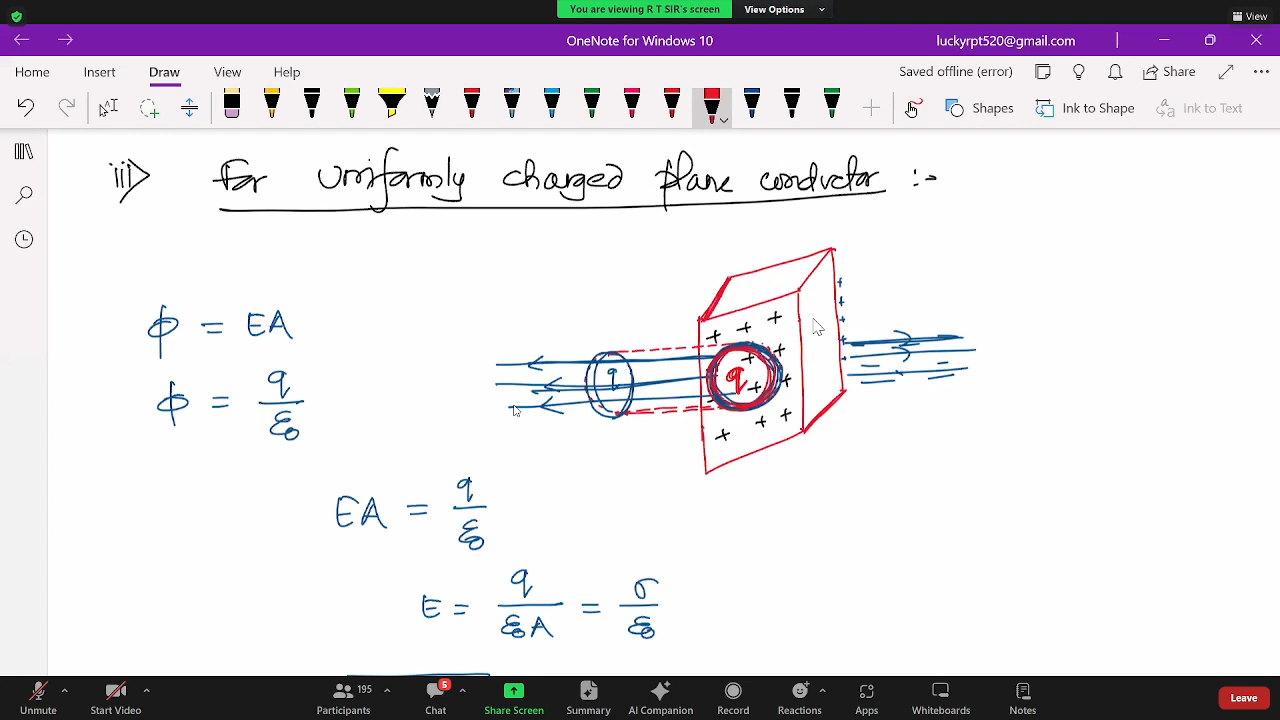 You are viewing R T SIR's screen
View Options
View
OneNote for Windows 10
luckyrpt520@gmail.com
Home Insert Draw View Help
Saved offline (error)
Share
Shapes
Ink to Shape
Ink to Text
iii> For uniformly charged plane conductor :-
ϕ = EA
ϕ = q/ε₀
q
q
+ + + + + + + + + +
+ + + +
EA = q/ε₀
E = q/ε₀A = σ/ε₀
Unmute
Start Video
Participants 195
Chat 5
Share Screen
Summary
AI Companion
Record
Reactions
Apps
Whiteboards
Notes
Leave